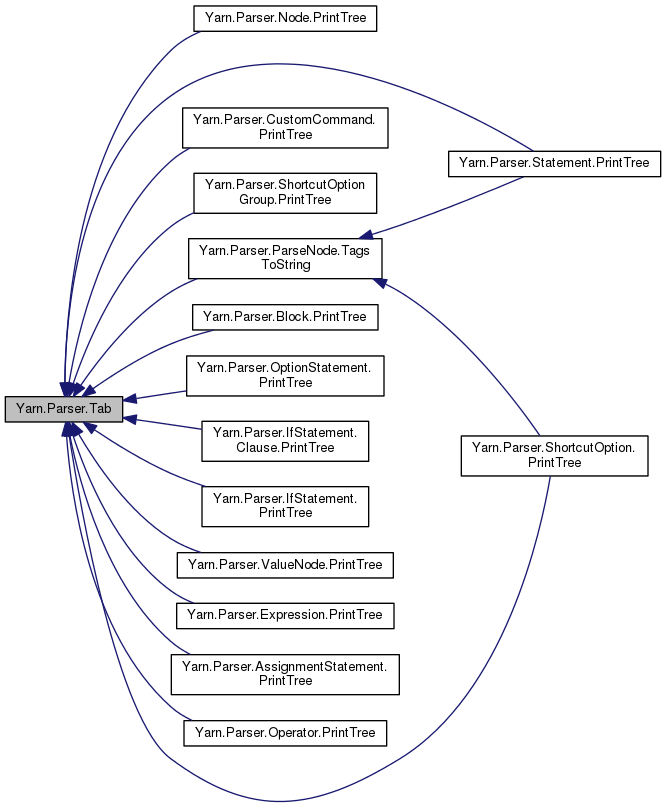 Yarn.Parser.Node.PrintTree
Yarn.Parser.CustomCommand.
PrintTree
Yarn.Parser.Statement.PrintTree
Yarn.Parser.ShortcutOption
Group.PrintTree
Yarn.Parser.ParseNode.Tags
ToString
Yarn.Parser.Block.PrintTree
Yarn.Parser.OptionStatement.
PrintTree
Yarn.Parser.Tab
Yarn.Parser.IfStatement.
Clause.PrintTree
Yarn.Parser.ShortcutOption.
PrintTree
Yarn.Parser.IfStatement.
PrintTree
Yarn.Parser.ValueNode.PrintTree
Yarn.Parser.Expression.PrintTree
Yarn.Parser.AssignmentStatement.
PrintTree
Yarn.Parser.Operator.PrintTree